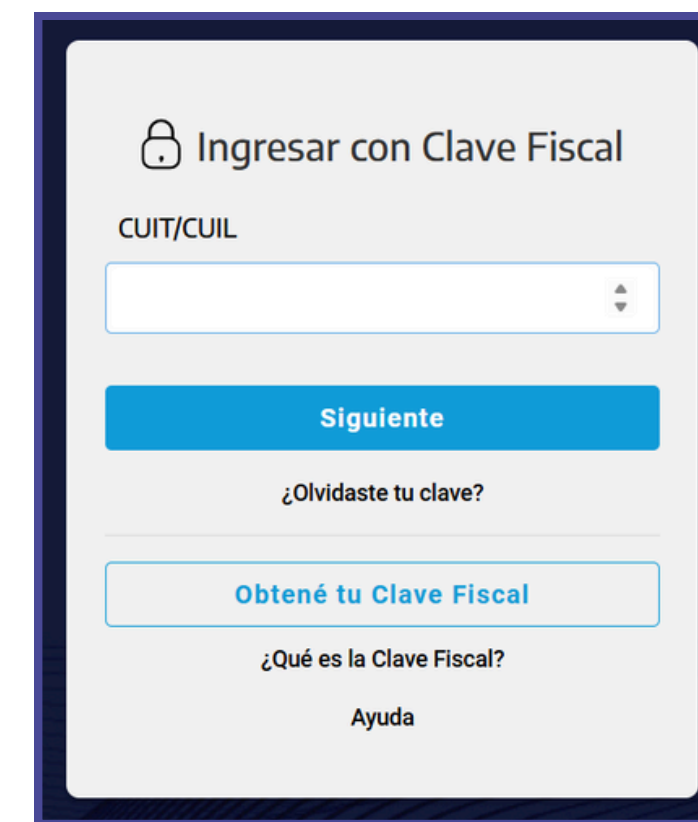 Ingresar con Clave Fiscal
CUIT/CUIL
Siguiente
¿Olvidaste tu clave?
Obtené tu Clave Fiscal
¿Qué es la Clave Fiscal?
Ayuda